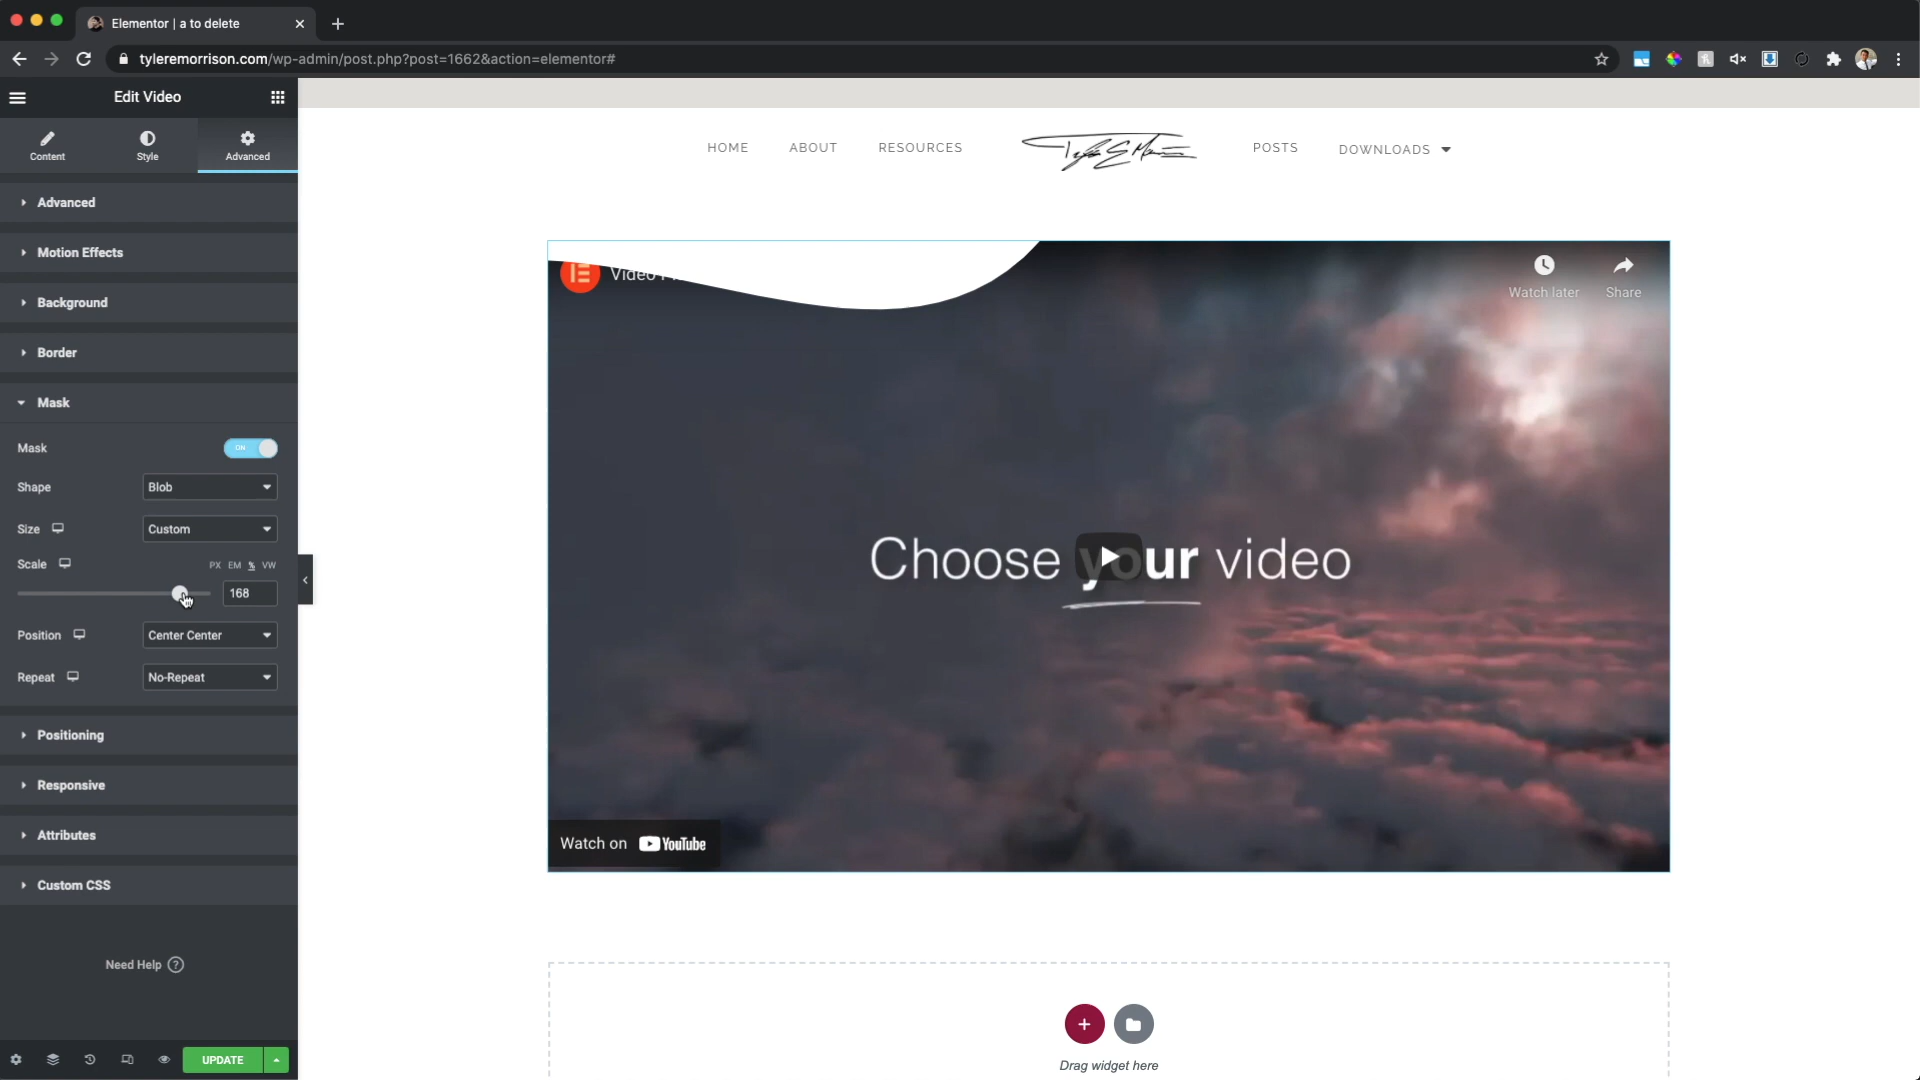 Elementor | a to delete
tyleremorrison.com/wp-admin/post.php?post=1662&action=elementor#
Edit Video
Content
Style
Advanced
Advanced
Motion Effects
Background
Border
Mask
Mask
ON
Shape
Blob
Size
Custom
Scale
PX EM % VW
168
Position
Center Center
Repeat
No-Repeat
Positioning
Responsive
Attributes
Custom CSS
Need Help
UPDATE
HOME
ABOUT
RESOURCES
POSTS
DOWNLOADS
Watch later
Share
Choose your video
Watch on YouTube
Drag widget here